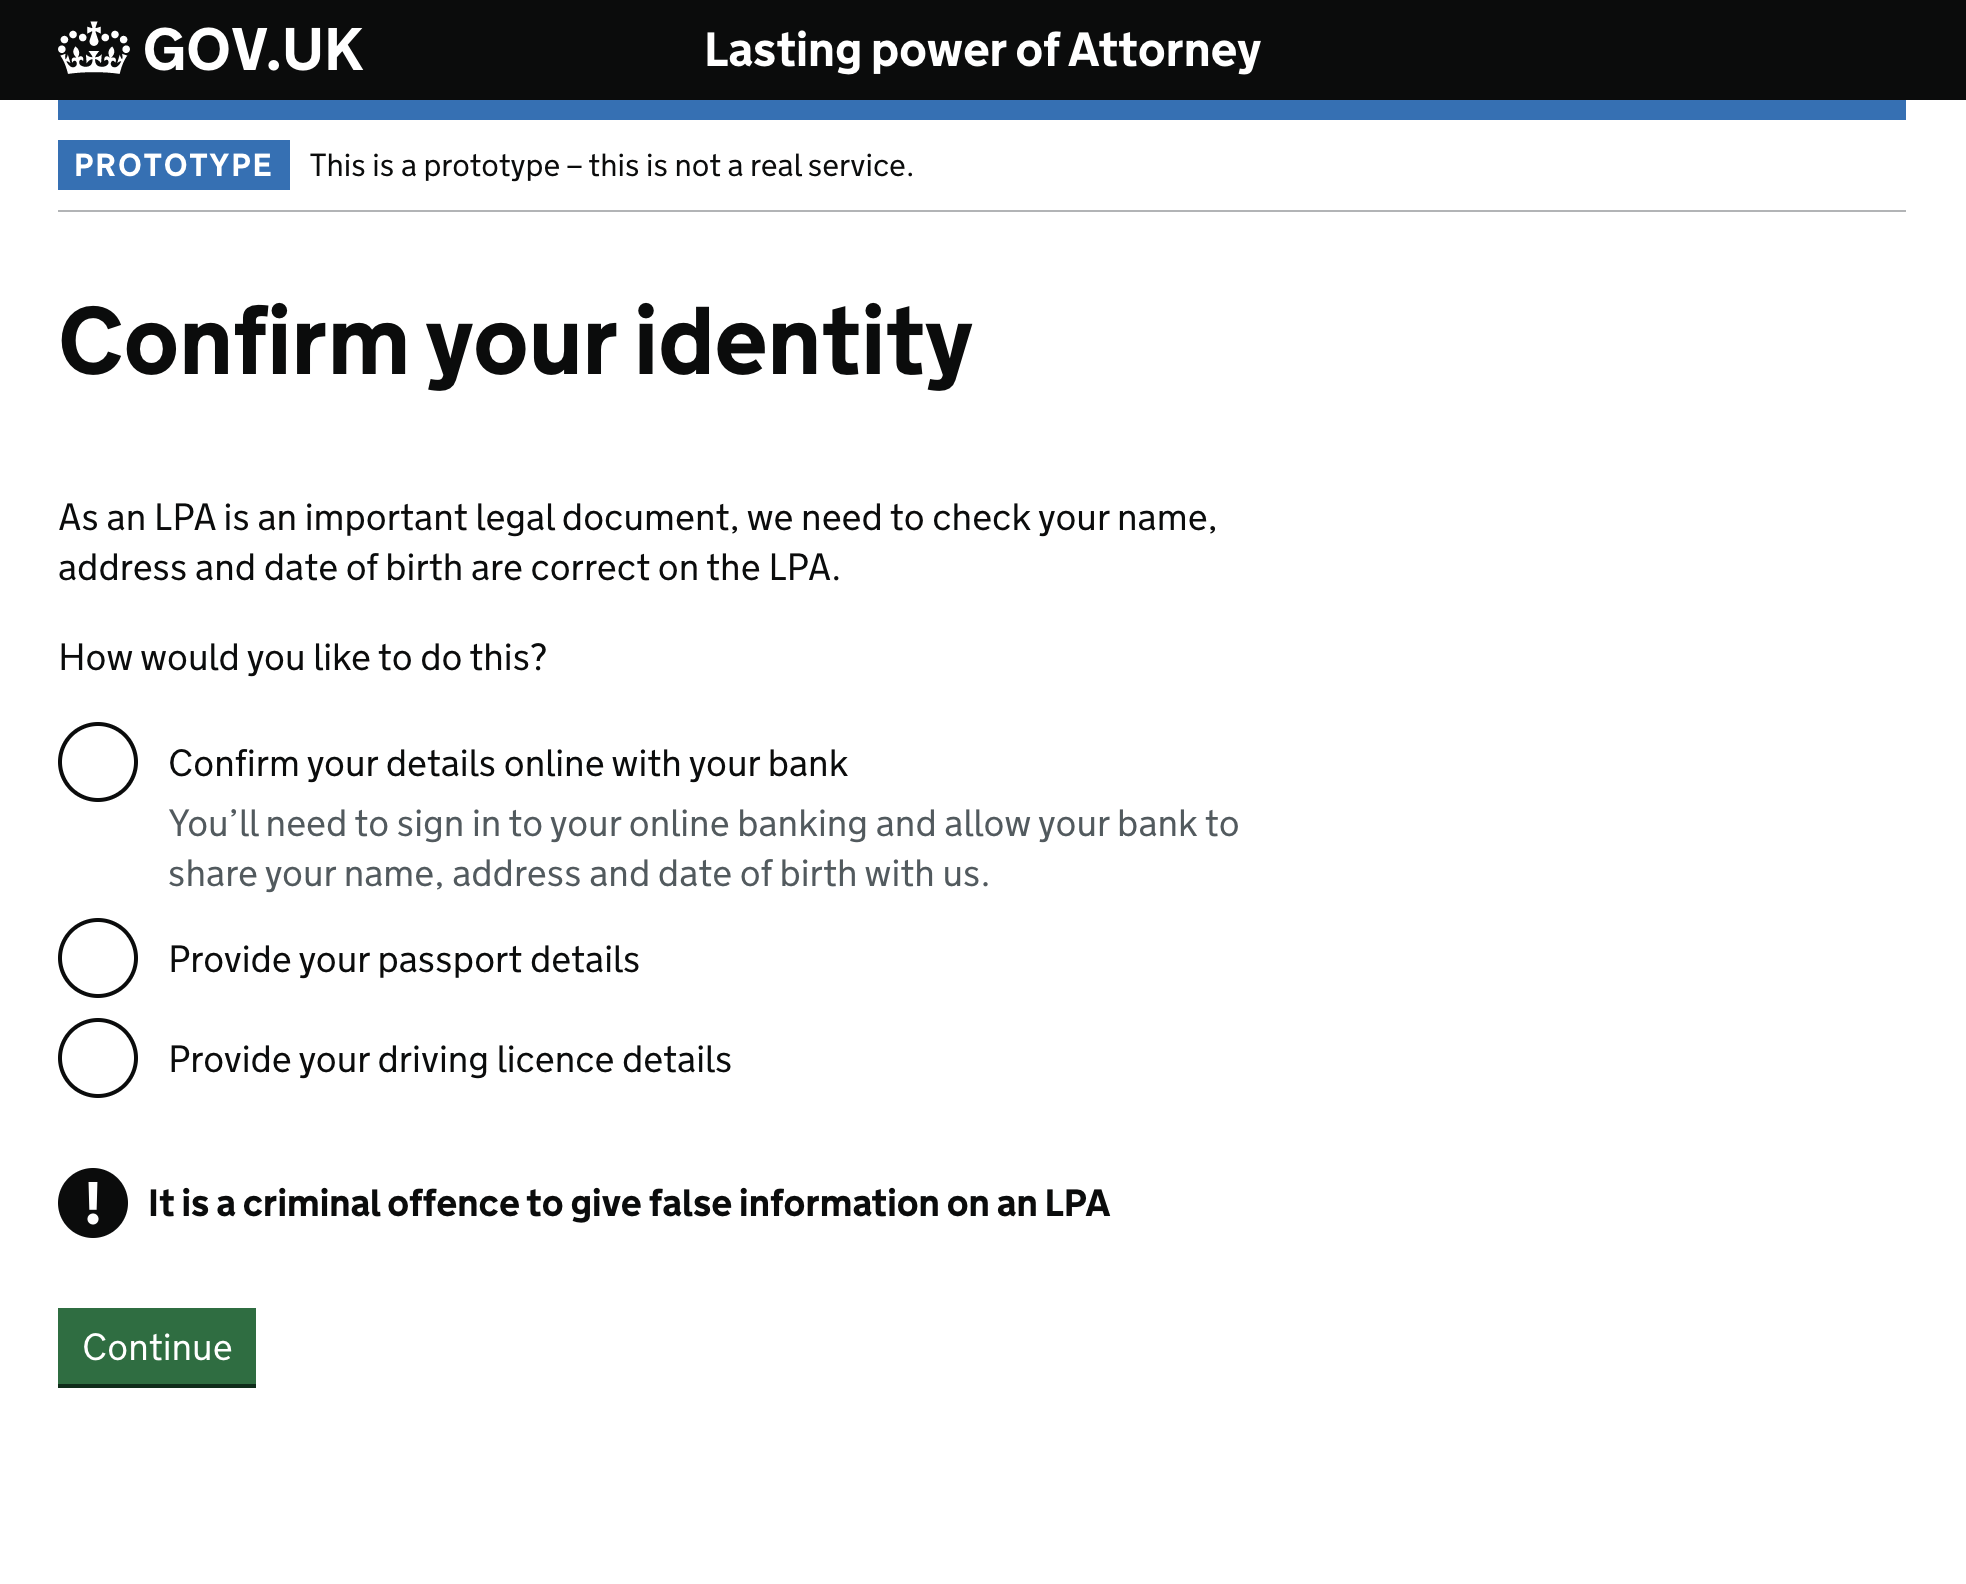 GOV.UK
Lasting power of Attorney
PROTOTYPE This is a prototype – this is not a real service.
Confirm your identity
As an LPA is an important legal document, we need to check your name,
address and date of birth are correct on the LPA.
How would you like to do this?
Confirm your details online with your bank
You’ll need to sign in to your online banking and allow your bank to
share your name, address and date of birth with us.
Provide your passport details
Provide your driving licence details
! It is a criminal offence to give false information on an LPA
Continue